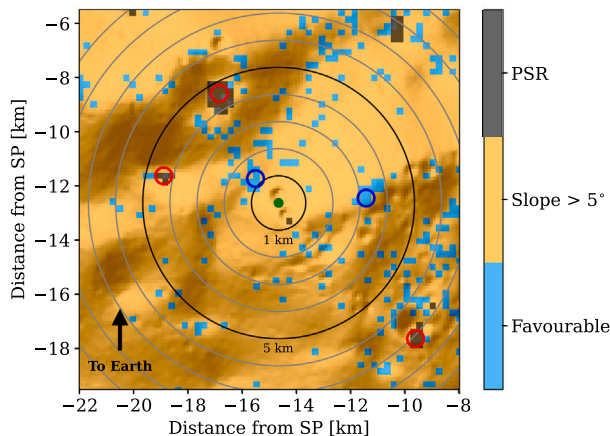 −6
−8
−10
−12
−14
−16
−18
Distance from SP [km]
1 km
5 km
To Earth
−22
−20
−18
−16
−14
−12
−10
−8
Distance from SP [km]
PSR
Slope > 5°
Favourable